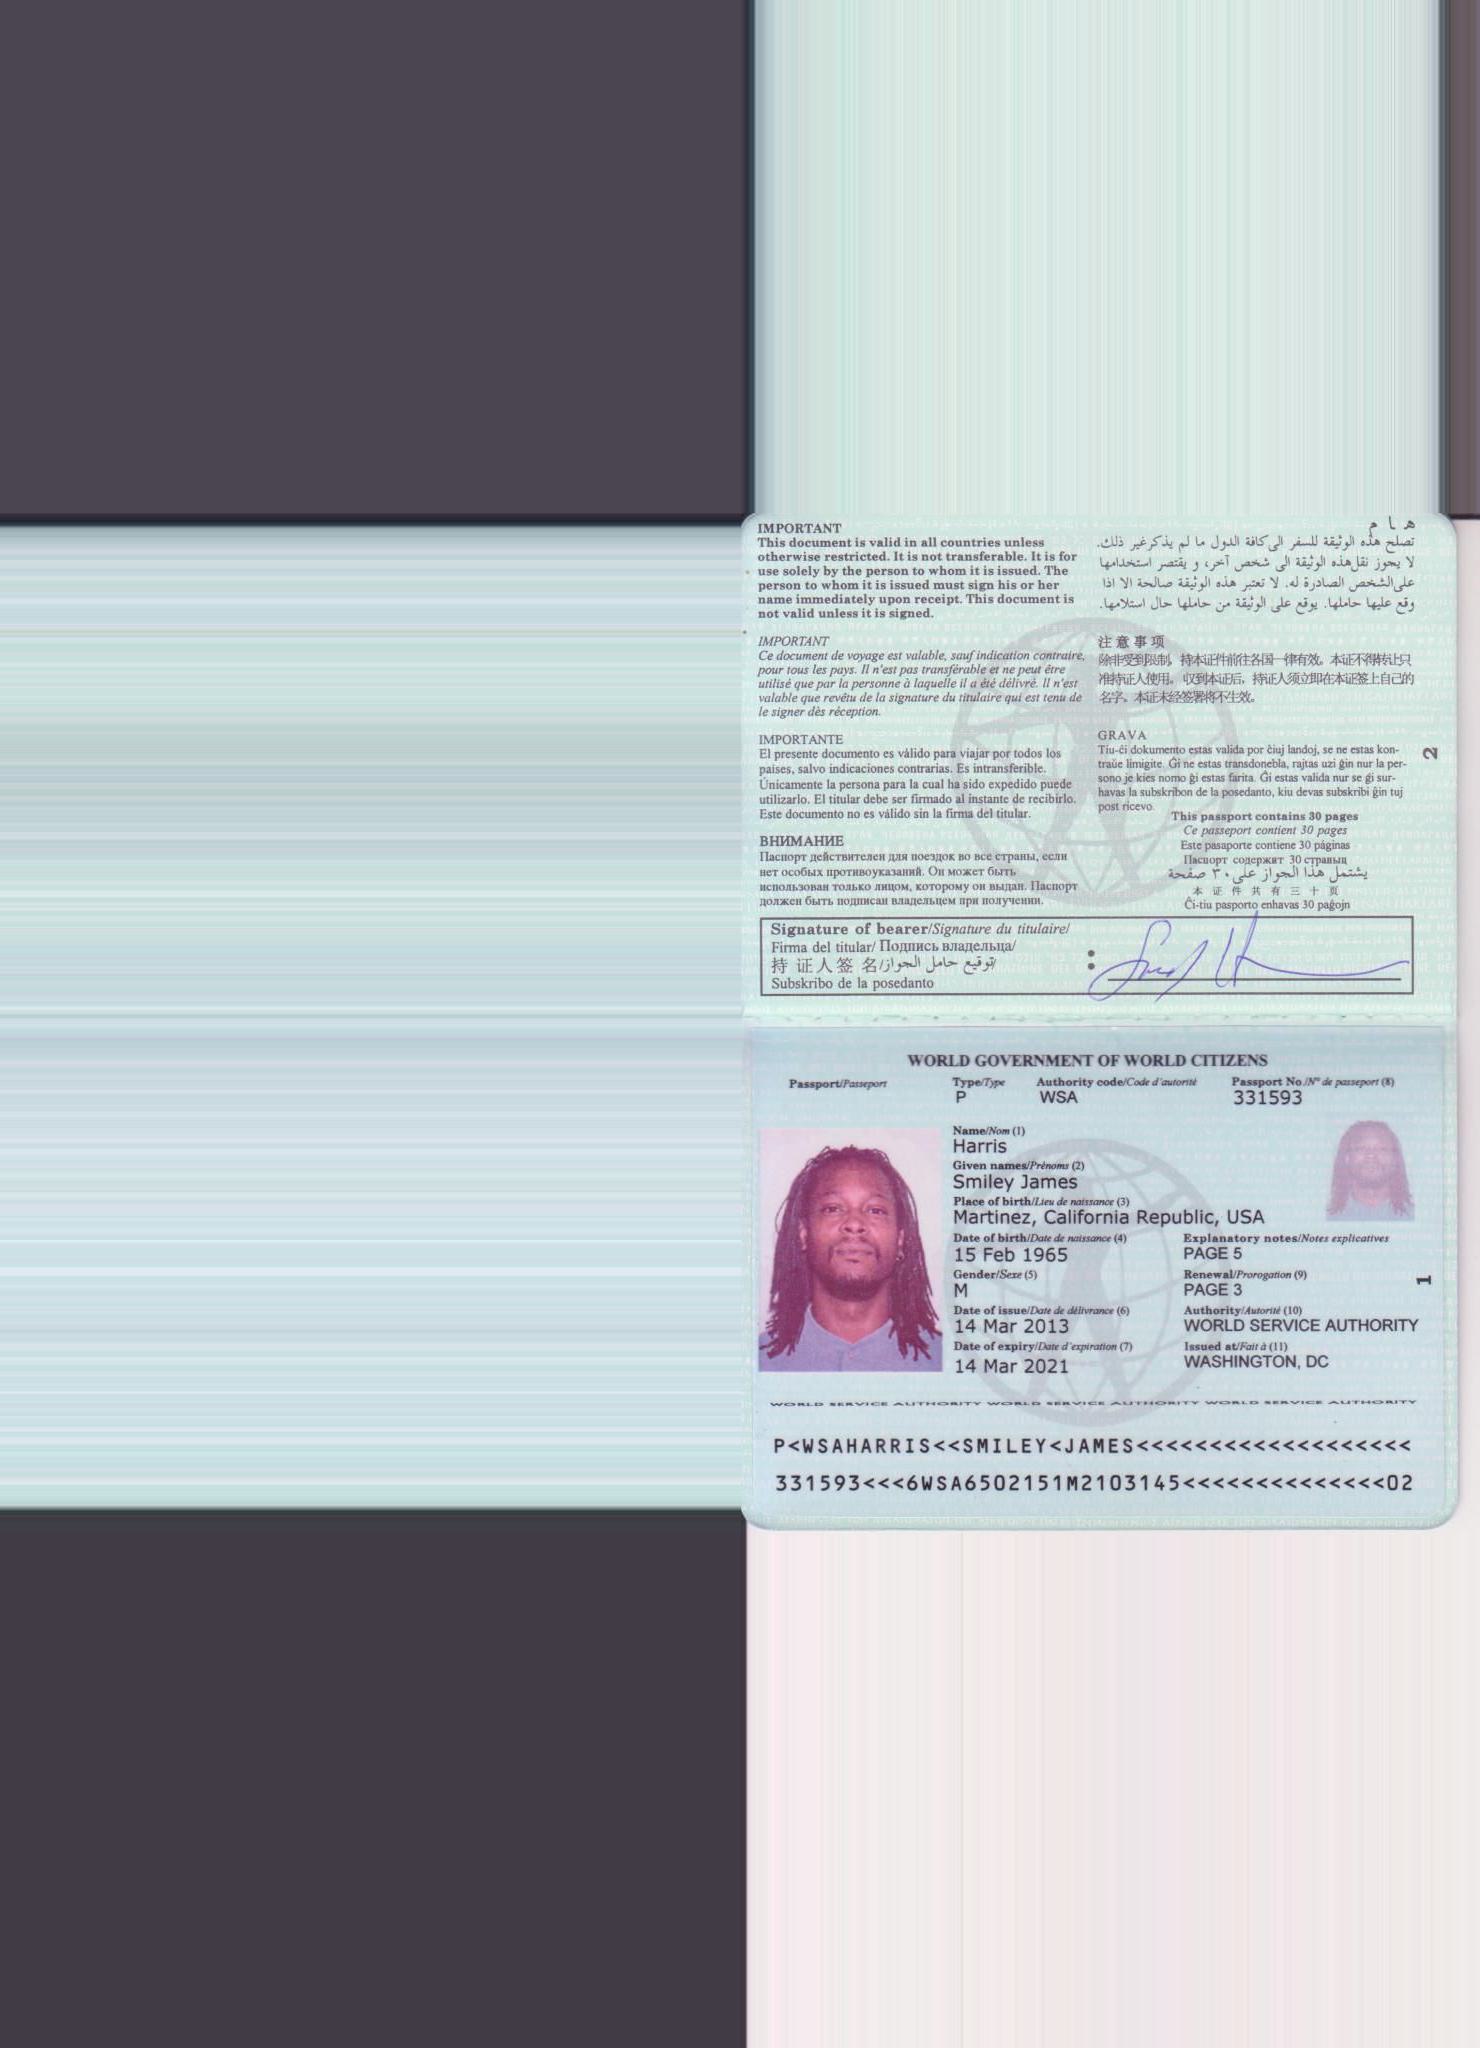 IMPORTANT
This document is valid in all countries unless
otherwise restricted. It is not transferable. It is for
use solely by the person to whom it is issued. The
person to whom it is issued must sign his or her
name immediately upon receipt. This document is
not valid unless it is signed.
IMPORTANT
Ce document de voyage est valable, sauf indication contraire,
pour tous les pays. Il n'est pas transférable et ne peut être
utilisé que par la personne à laquelle il a été délivré. Il n'est
valable que revêtu de la signature du titulaire qui est tenu de
le signer dès réception.
IMPORTANTE
El presente documento es válido para viajar por todos los
países, salvo indicaciones contrarias. Es intransferible.
Únicamente la persona para la cual ha sido expedido puede
utilizarlo. El titular debe ser firmado al instante de recibirlo.
Este documento no es válido sin la firma del titular.
ВНИМАНИЕ
Паспорт действителен для поездок во все страны, если
нет особых противоуказаний. Он может быть
использован только лицом, которому он выдан. Паспорт
должен быть подписан владельцем при получении.
هـا م
تصلح هذه الوثيقة للسفر الى كافة الدول ما لم يذكر غير ذلك.
لا يجوز نقل هذه الوثيقة الى شخص آخر، و يقتصر استخدامها
على الشخص الصادرة له. لا تعتبر هذه الوثيقة صالحة الا اذا
وقع عليها حاملها. يوقع على الوثيقة من حاملها حال استلامها.
注意事项
除非受到限制，持本证件前往各国一律有效。本证不得转让只
准持证人使用。收到本证后，持证人须立即在本证签上自己的
名字。本证未经签署将不生效。
GRAVA
Tiu-ĉi dokumento estas valida por ĉiuj landoj, se ne estas kon-
traŭe limigite. Ĝi ne estas transdonebla, rajtas uzi ĝin nur la per-
sono je kies nomo ĝi estas farita. Ĝi estas valida nur se ĝi sur-
havas la subskribon de la posedanto, kiu devas subskribi ĝin tuj
post ricevo.
This passport contains 30 pages
Ce passeport contient 30 pages
Este pasaporte contiene 30 páginas
Паспорт содержит 30 страниц
يشتمل هذا الجواز على ٣٠ صفحة
本证件共有三十页
Ĉi-tiu pasporto enhavas 30 paĝojn
2
Signature of bearer/Signature du titulaire/
Firma del titular/ Подпись владельца/
持证人签名/توقيع حامل الجواز/
Subskribo de la posedanto
:
WORLD GOVERNMENT OF WORLD CITIZENS
Passport/Passeport Type/Type Authority code/Code d'autorité Passport No./N° de passeport (8)
P WSA 331593
Name/Nom (1)
Harris
Given names/Prénoms (2)
Smiley James
Place of birth/Lieu de naissance (3)
Martinez, California Republic, USA
Date of birth/Date de naissance (4) Explanatory notes/Notes explicatives
15 Feb 1965 PAGE 5
Gender/Sexe (5) Renewal/Prorogation (9)
M PAGE 3
1
Date of issue/Date de délivrance (6) Authority/Autorité (10)
14 Mar 2013 WORLD SERVICE AUTHORITY
Date of expiry/Date d'expiration (7) Issued at/Fait à (11)
14 Mar 2021 WASHINGTON, DC
WORLD SERVICE AUTHORITY WORLD SERVICE AUTHORITY WORLD SERVICE AUTHORITY
P<WSAHARRIS<<SMILEY<JAMES<<<<<<<<<<<<<<<<<<<
331593<<<6WSA6502151M2103145<<<<<<<<<<<<<<02